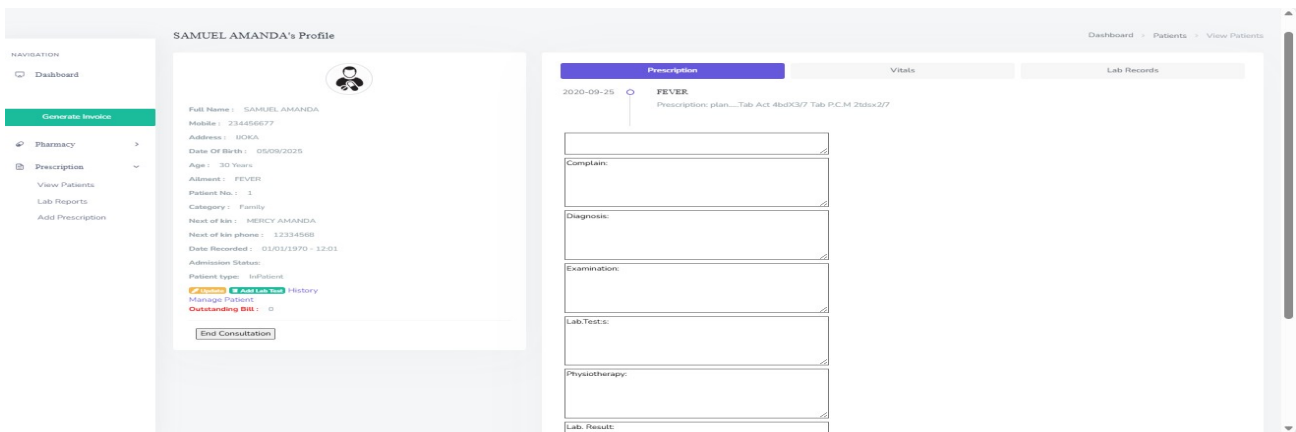 SAMUEL AMANDA's Profile
Dashboard > Patients > View Patients
NAVIGATION
Dashboard
Generate Invoice
Pharmacy
Prescription
View Patients
Lab Reports
Add Prescription
Full Name : SAMUEL AMANDA
Mobile : 234456677
Address : IJOKA
Date Of Birth : 05/09/2025
Age : 30 Years
Ailment : FEVER
Patient No. : 1
Category : Family
Next of kin : MERCY AMANDA
Next of kin phone : 12334568
Date Recorded : 01/01/1970 - 12:01
Admission Status:
Patient type: InPatient
Update Add Lab Test History
Manage Patient
Outstanding Bill : 0
End Consultation
Prescription Vitals Lab Records
2020-09-25 FEVER
Prescription: plan.....Tab Act 4bdX3/7 Tab P.C.M 2tdsx2/7
Complain:
Diagnosis:
Examination:
Lab.Test:s:
Physiotherapy:
Lab. Result: